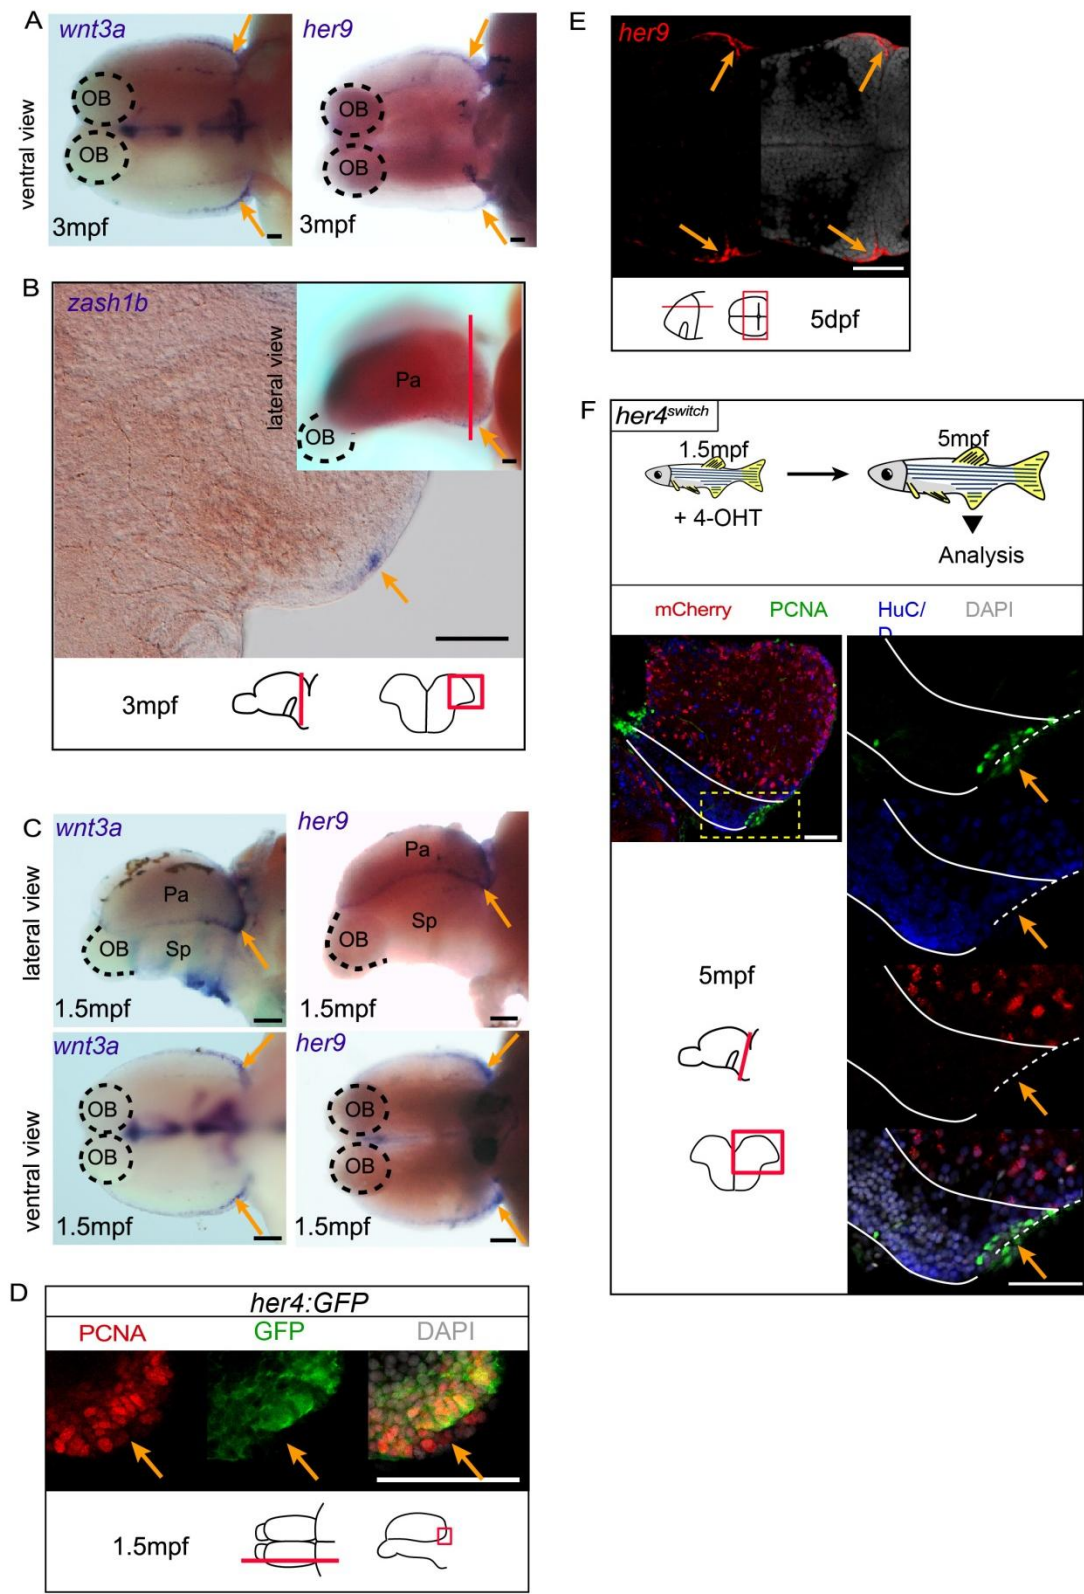 A
wnt3a
her9
OB
OB
OB
OB
ventral view
3mpf
3mpf
B
zash1b
lateral view
Pa
OB
3mpf
C
wnt3a
her9
lateral view
Pa
Sp
OB
1.5mpf
Pa
Sp
OB
1.5mpf
wnt3a
her9
ventral view
OB
OB
OB
OB
1.5mpf
1.5mpf
D
her4:GFP
PCNA GFP DAPI
1.5mpf
E
her9
5dpf
F
her4switch
1.5mpf
5mpf
+ 4-OHT
Analysis
mCherry PCNA HuC/ DAPI
5mpf